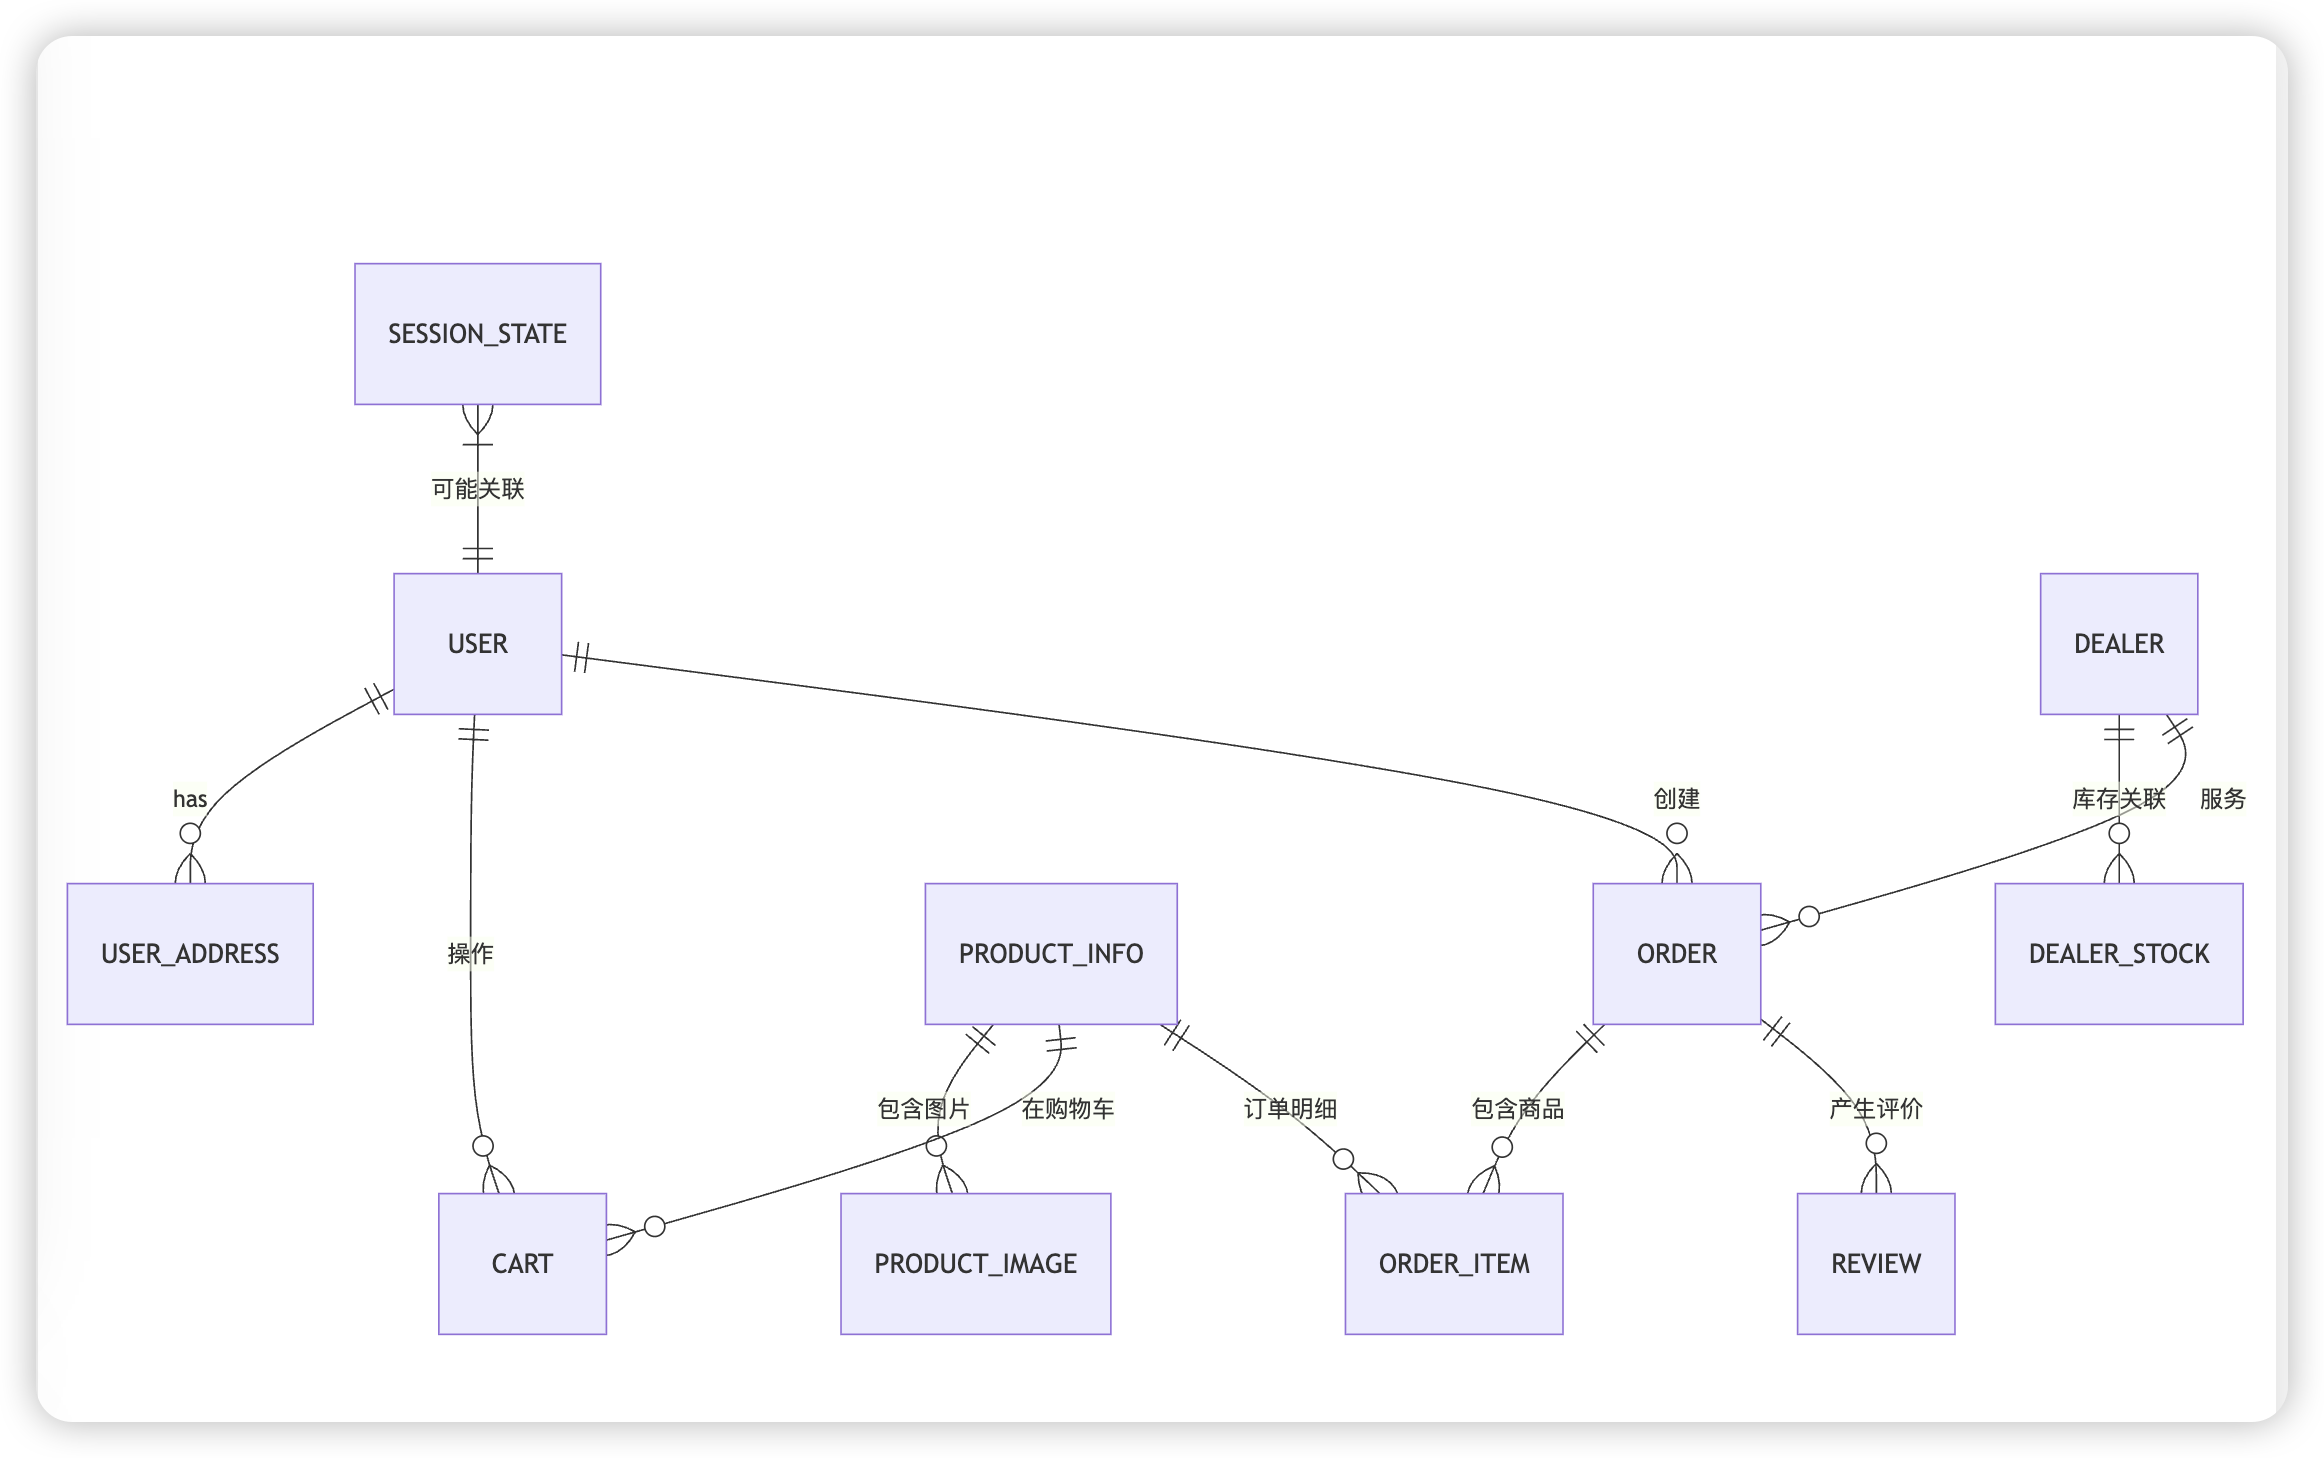 SESSION_STATE
可能关联
USER
DEALER
has
创建
库存关联
服务
USER_ADDRESS
操作
PRODUCT_INFO
ORDER
DEALER_STOCK
包含图片
在购物车
订单明细
包含商品
产生评价
CART
PRODUCT_IMAGE
ORDER_ITEM
REVIEW